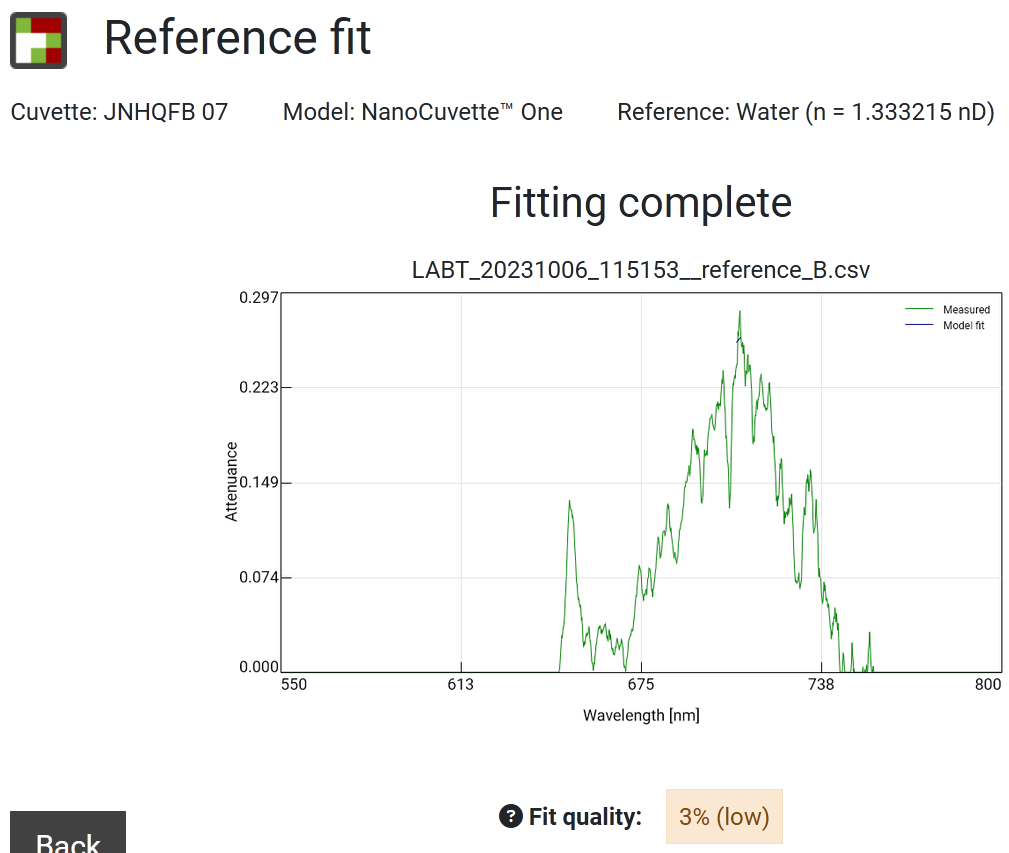 Reference fit
Cuvette: JNHQFB 07 Model: NanoCuvette™ One Reference: Water (n = 1.333215 nD)
Fitting complete
LABT_20231006_115153__reference_B.csv
0.297
Measured
Model fit
0.223
0.149
0.074
0.000
Attenuance
550 613 675 738 800
Wavelength [nm]
? Fit quality: 3% (low)
Back